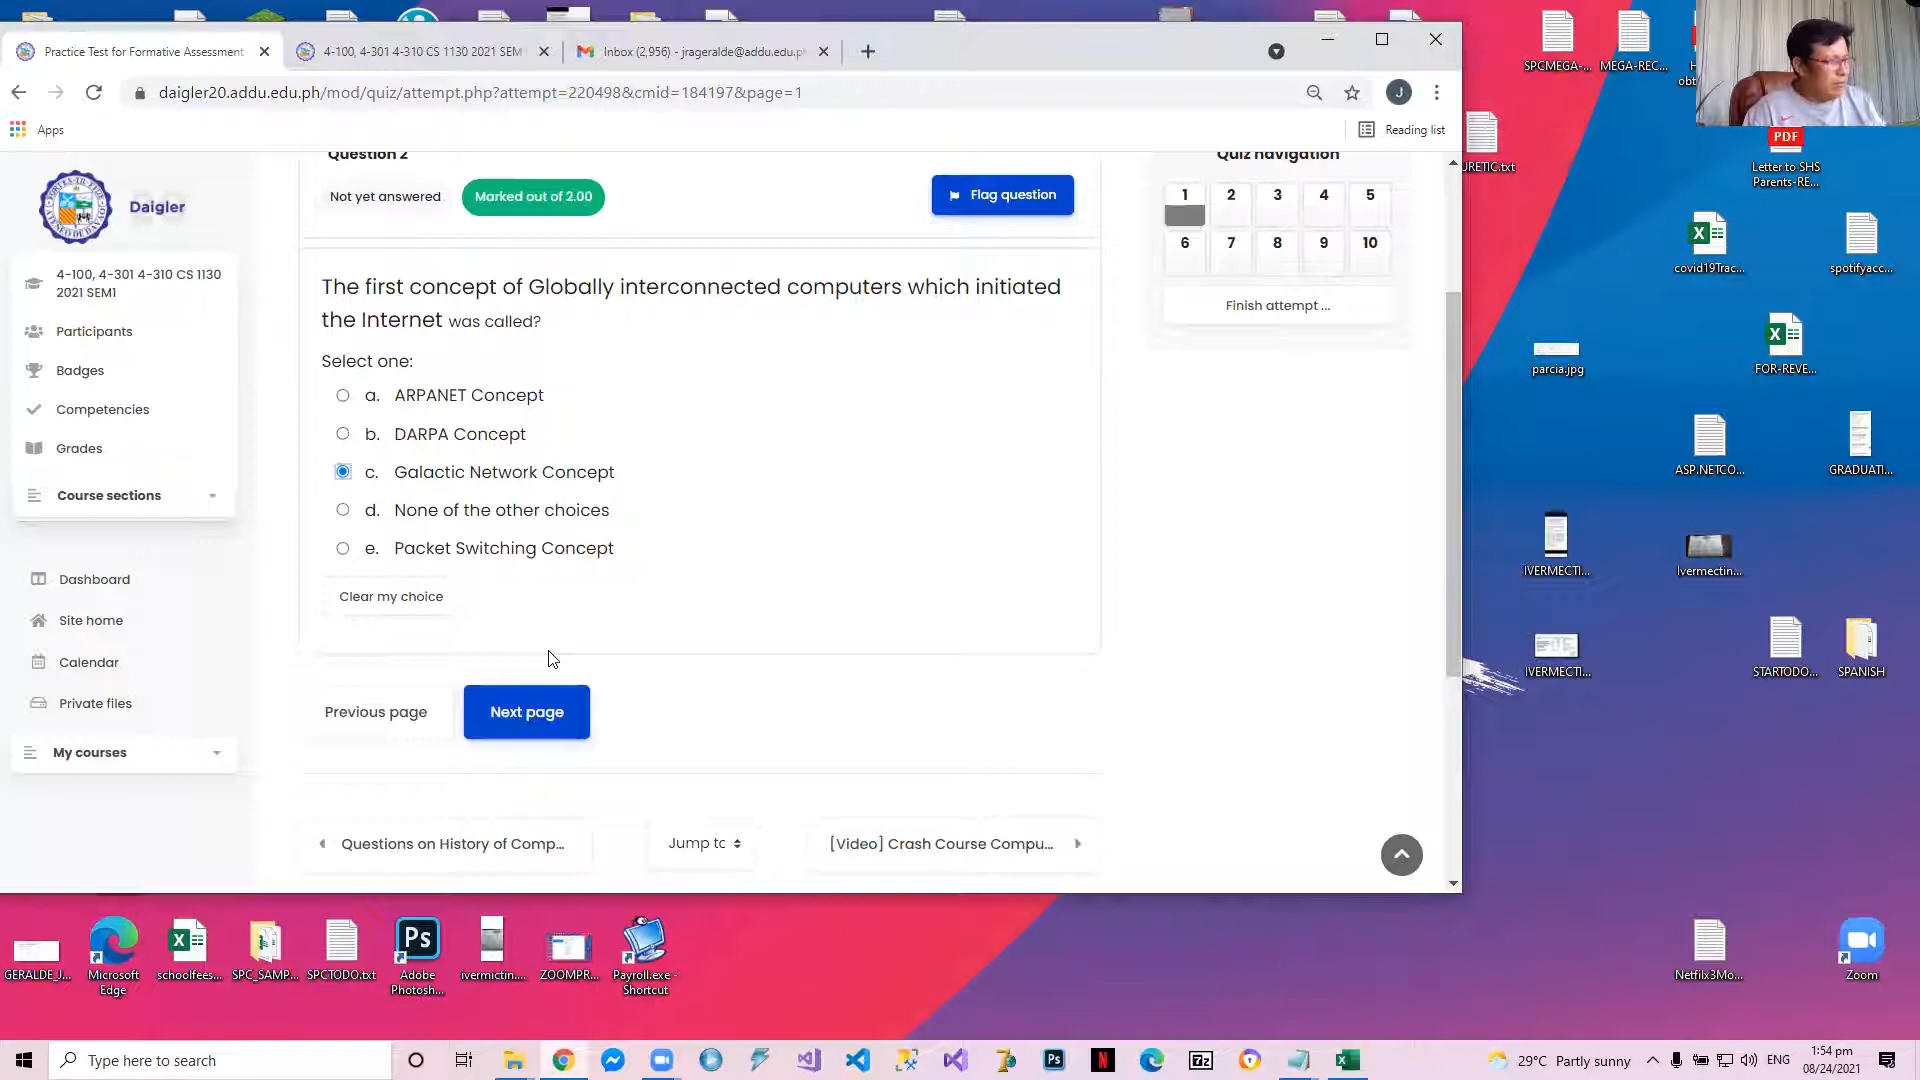 Practice Test for Formative Assessment
4-100, 4-301 4-310 CS 1130 2021 SEM
Inbox (2,956) - jrageralde@addu.edu.p
daigler20.addu.edu.ph/mod/quiz/attempt.php?attempt=220498&cmid=184197&page=1
J
Apps
Reading list
Daigler
4-100, 4-301 4-310 CS 1130
2021 SEM1
Participants
Badges
Competencies
Grades
Course sections
Dashboard
Site home
Calendar
Private files
My courses
Question 2
Not yet answered
Marked out of 2.00
Flag question
The first concept of Globally interconnected computers which initiated
the Internet was called?
Select one:
a. ARPANET Concept
b. DARPA Concept
c. Galactic Network Concept
d. None of the other choices
e. Packet Switching Concept
Clear my choice
Previous page
Next page
Questions on History of Comp...
Jump to
[Video] Crash Course Compu...
Quiz navigation
1 2 3 4 5
6 7 8 9 10
Finish attempt ...
SPCMEGA-...
MEGA-REC...
URETIC.txt
PDF
Letter to SHS
Parents-RE...
covid19Trac...
spotifyacc...
parcia.jpg
FOR-REVE...
ASP.NETCO...
GRADUATI...
IVERMECTI...
Ivermectin...
IVERMECTI...
STARTODO...
SPANISH
Netfilx3Mo...
Zoom
GERALDE_J...
Microsoft
Edge
schoolfees...
SPC_SAMP...
SPCTODO.txt
Ps
Adobe
Photosh...
ivermictin...
ZOOMPR...
Payroll.exe -
Shortcut
Type here to search
Ps
N
7z
29°C Partly sunny
ENG
1:54 pm
08/24/2021